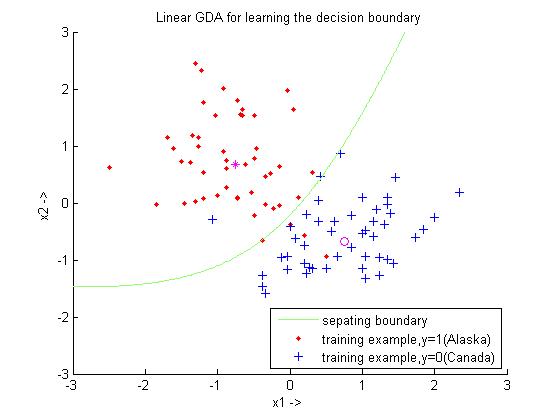 Linear GDA for learning the decision boundary
3
2
1
0
-1
-2
-3
x2 ->
-3 -2 -1 0 1 2 3
x1 ->
sepating boundary
training example,y=1(Alaska)
training example,y=0(Canada)